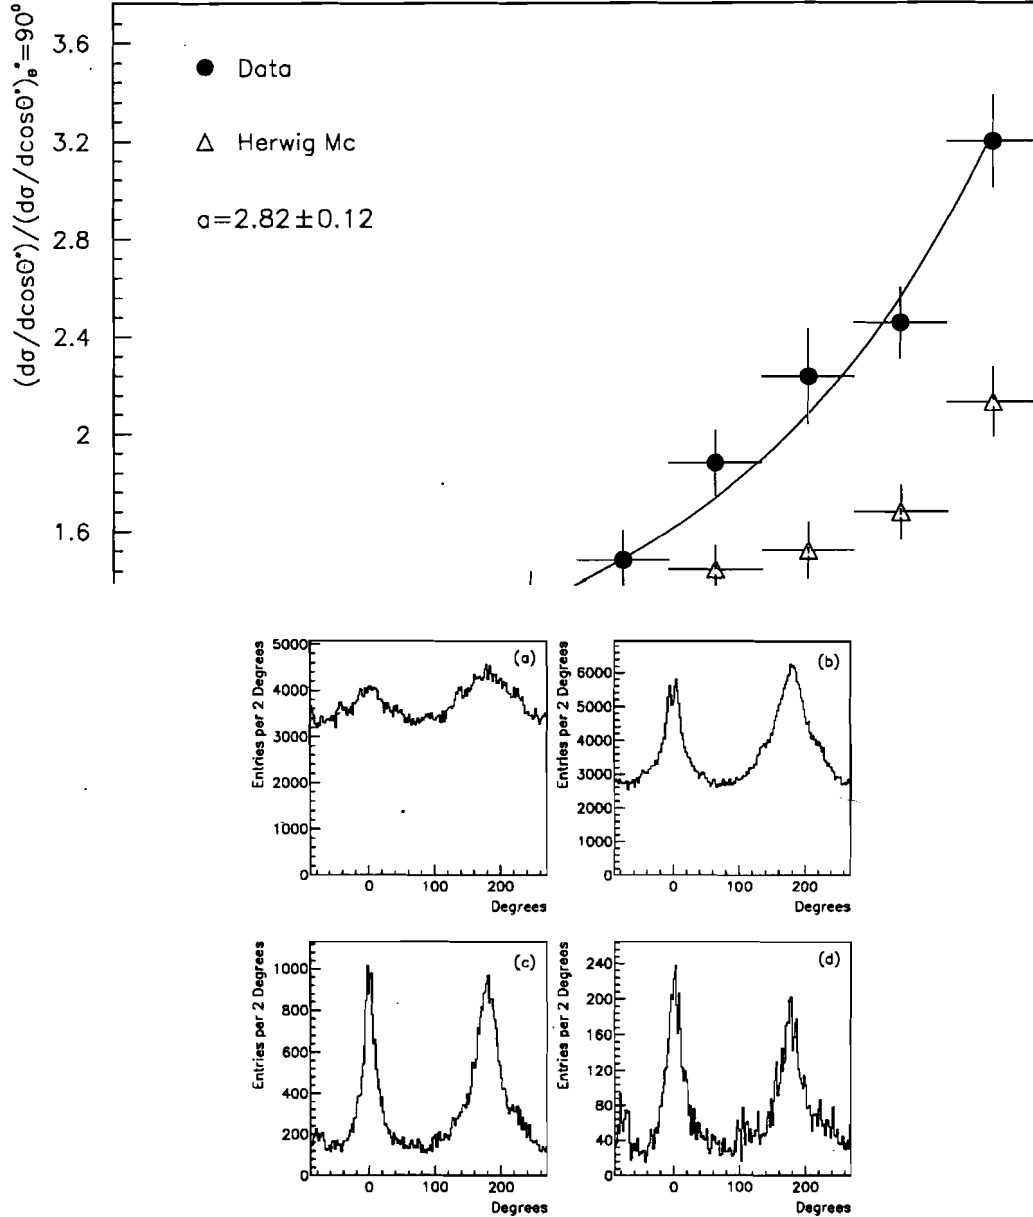 (dσ/dcosθ*)/(dσ/dcosθ*)θ*=90°
3.6
3.2
2.8
2.4
2
1.6
Data
Herwig Mc
a=2.82±0.12
Entries per 2 Degrees
5000
4000
3000
2000
1000
0
(a)
0 100 200
Degrees
Entries per 2 Degrees
6000
5000
4000
3000
2000
1000
0
(b)
0 100 200
Degrees
Entries per 2 Degrees
1000
800
600
400
200
0
(c)
0 100 200
Degrees
Entries per 2 Degrees
240
200
160
120
80
40
0
(d)
0 100 200
Degrees